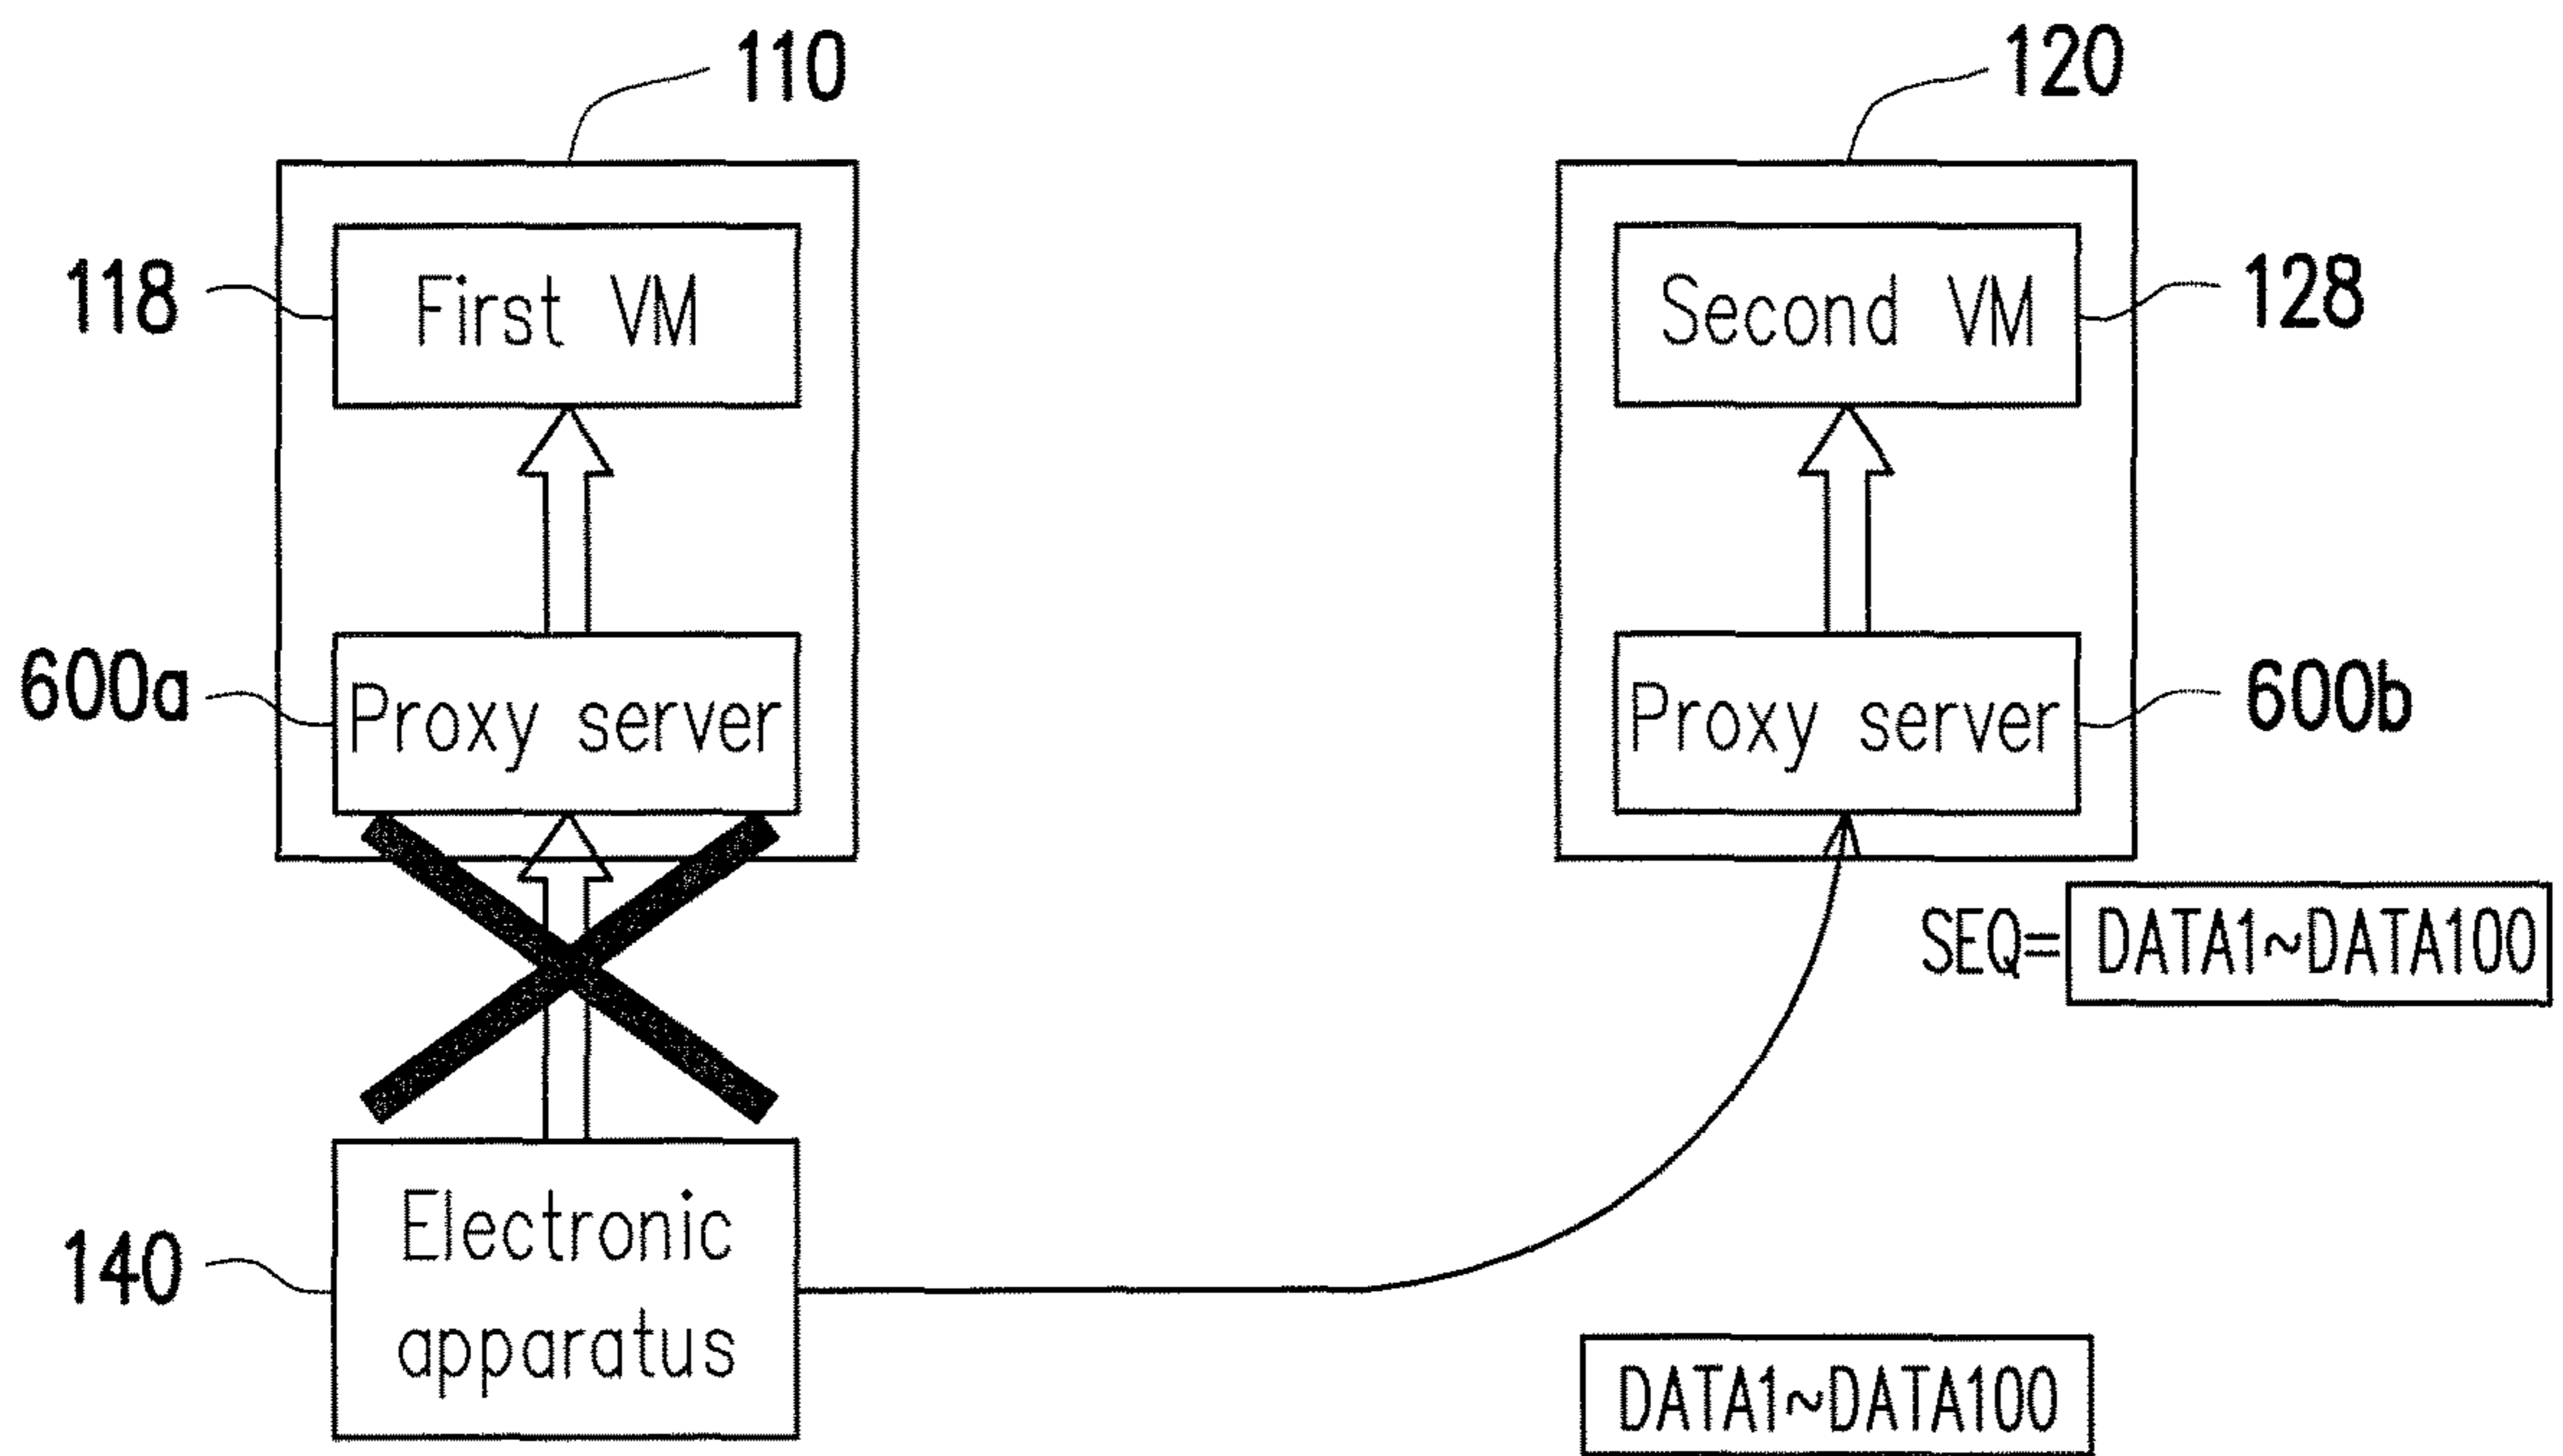 110
120
118
First VM
Second VM
128
600a
Proxy server
Proxy server
600b
SEQ= DATA1~DATA100
140
Electronic
apparatus
DATA1~DATA100